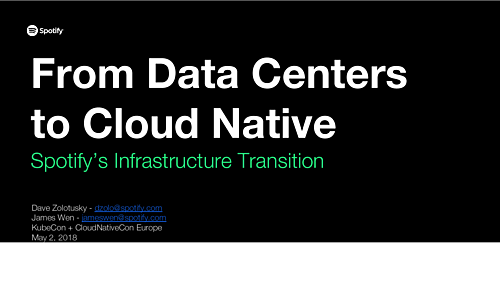 Spotify
From Data Centers
to Cloud Native
Spotify's Infrastructure Transition
Dave Zolotusky - dzolo@spotify.com
James Wen - jameswen@spotify.com
KubeCon + CloudNativeCon Europe
May 2, 2018